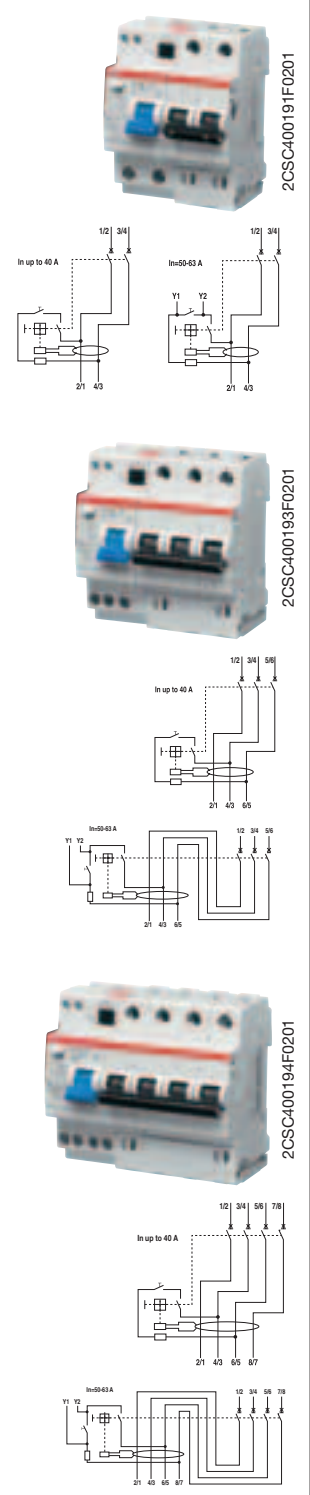 2CSC400191F0201
1/2 3/4
1/2 3/4
In up to 40 A
In=50-63 A
Y1 Y2
2/1 4/3
2/1 4/3
2CSC400193F0201
1/2 3/4 5/6
In up to 40 A
2/1 4/3 6/5
In=50-63 A
Y1 Y2
1/2 3/4 5/6
2/1 4/3 6/5
2CSC400194F0201
1/2 3/4 5/6 7/8
In up to 40 A
2/1 4/3 6/5 8/7
In=50-63 A
Y1 Y2
1/2 3/4 5/6 7/8
2/1 4/3 6/5 8/7